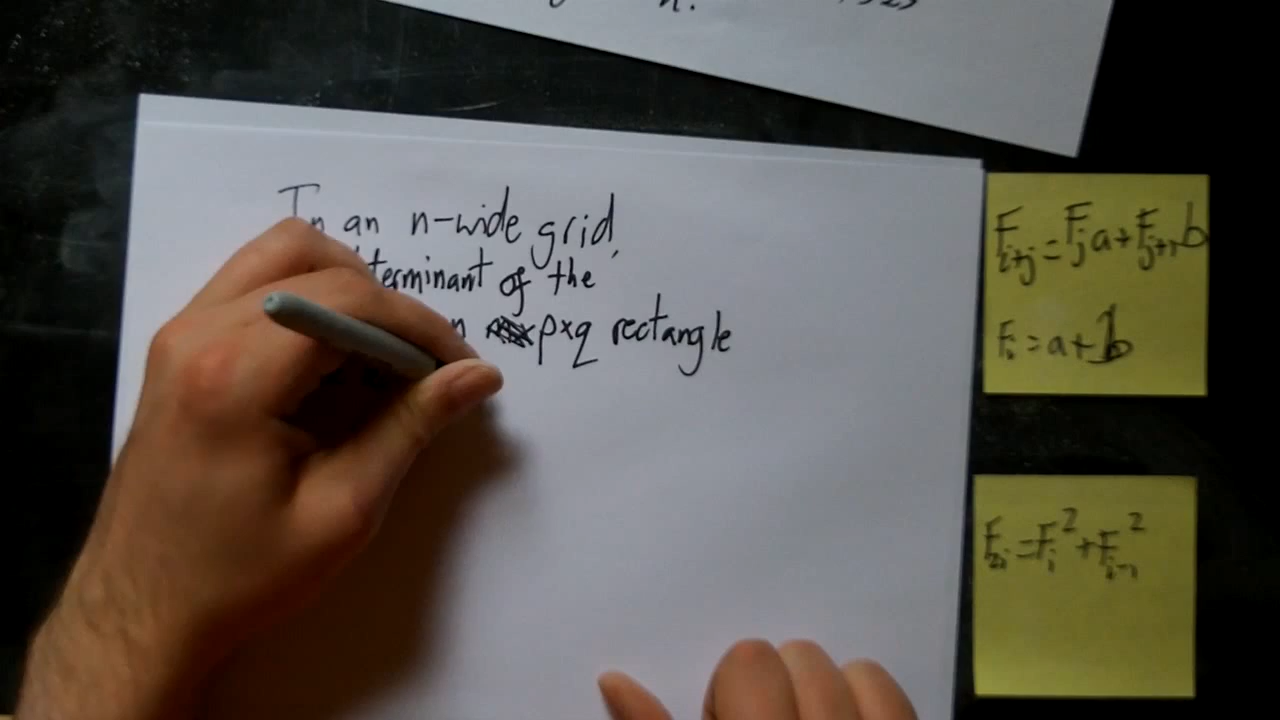 In an n-wide grid,
terminant of the
p×q rectangle
F_{i+j} = F_j a + F_{j+1} b
F_i = a + b
F_{2i} = F_i^2 + F_{i-1}^2